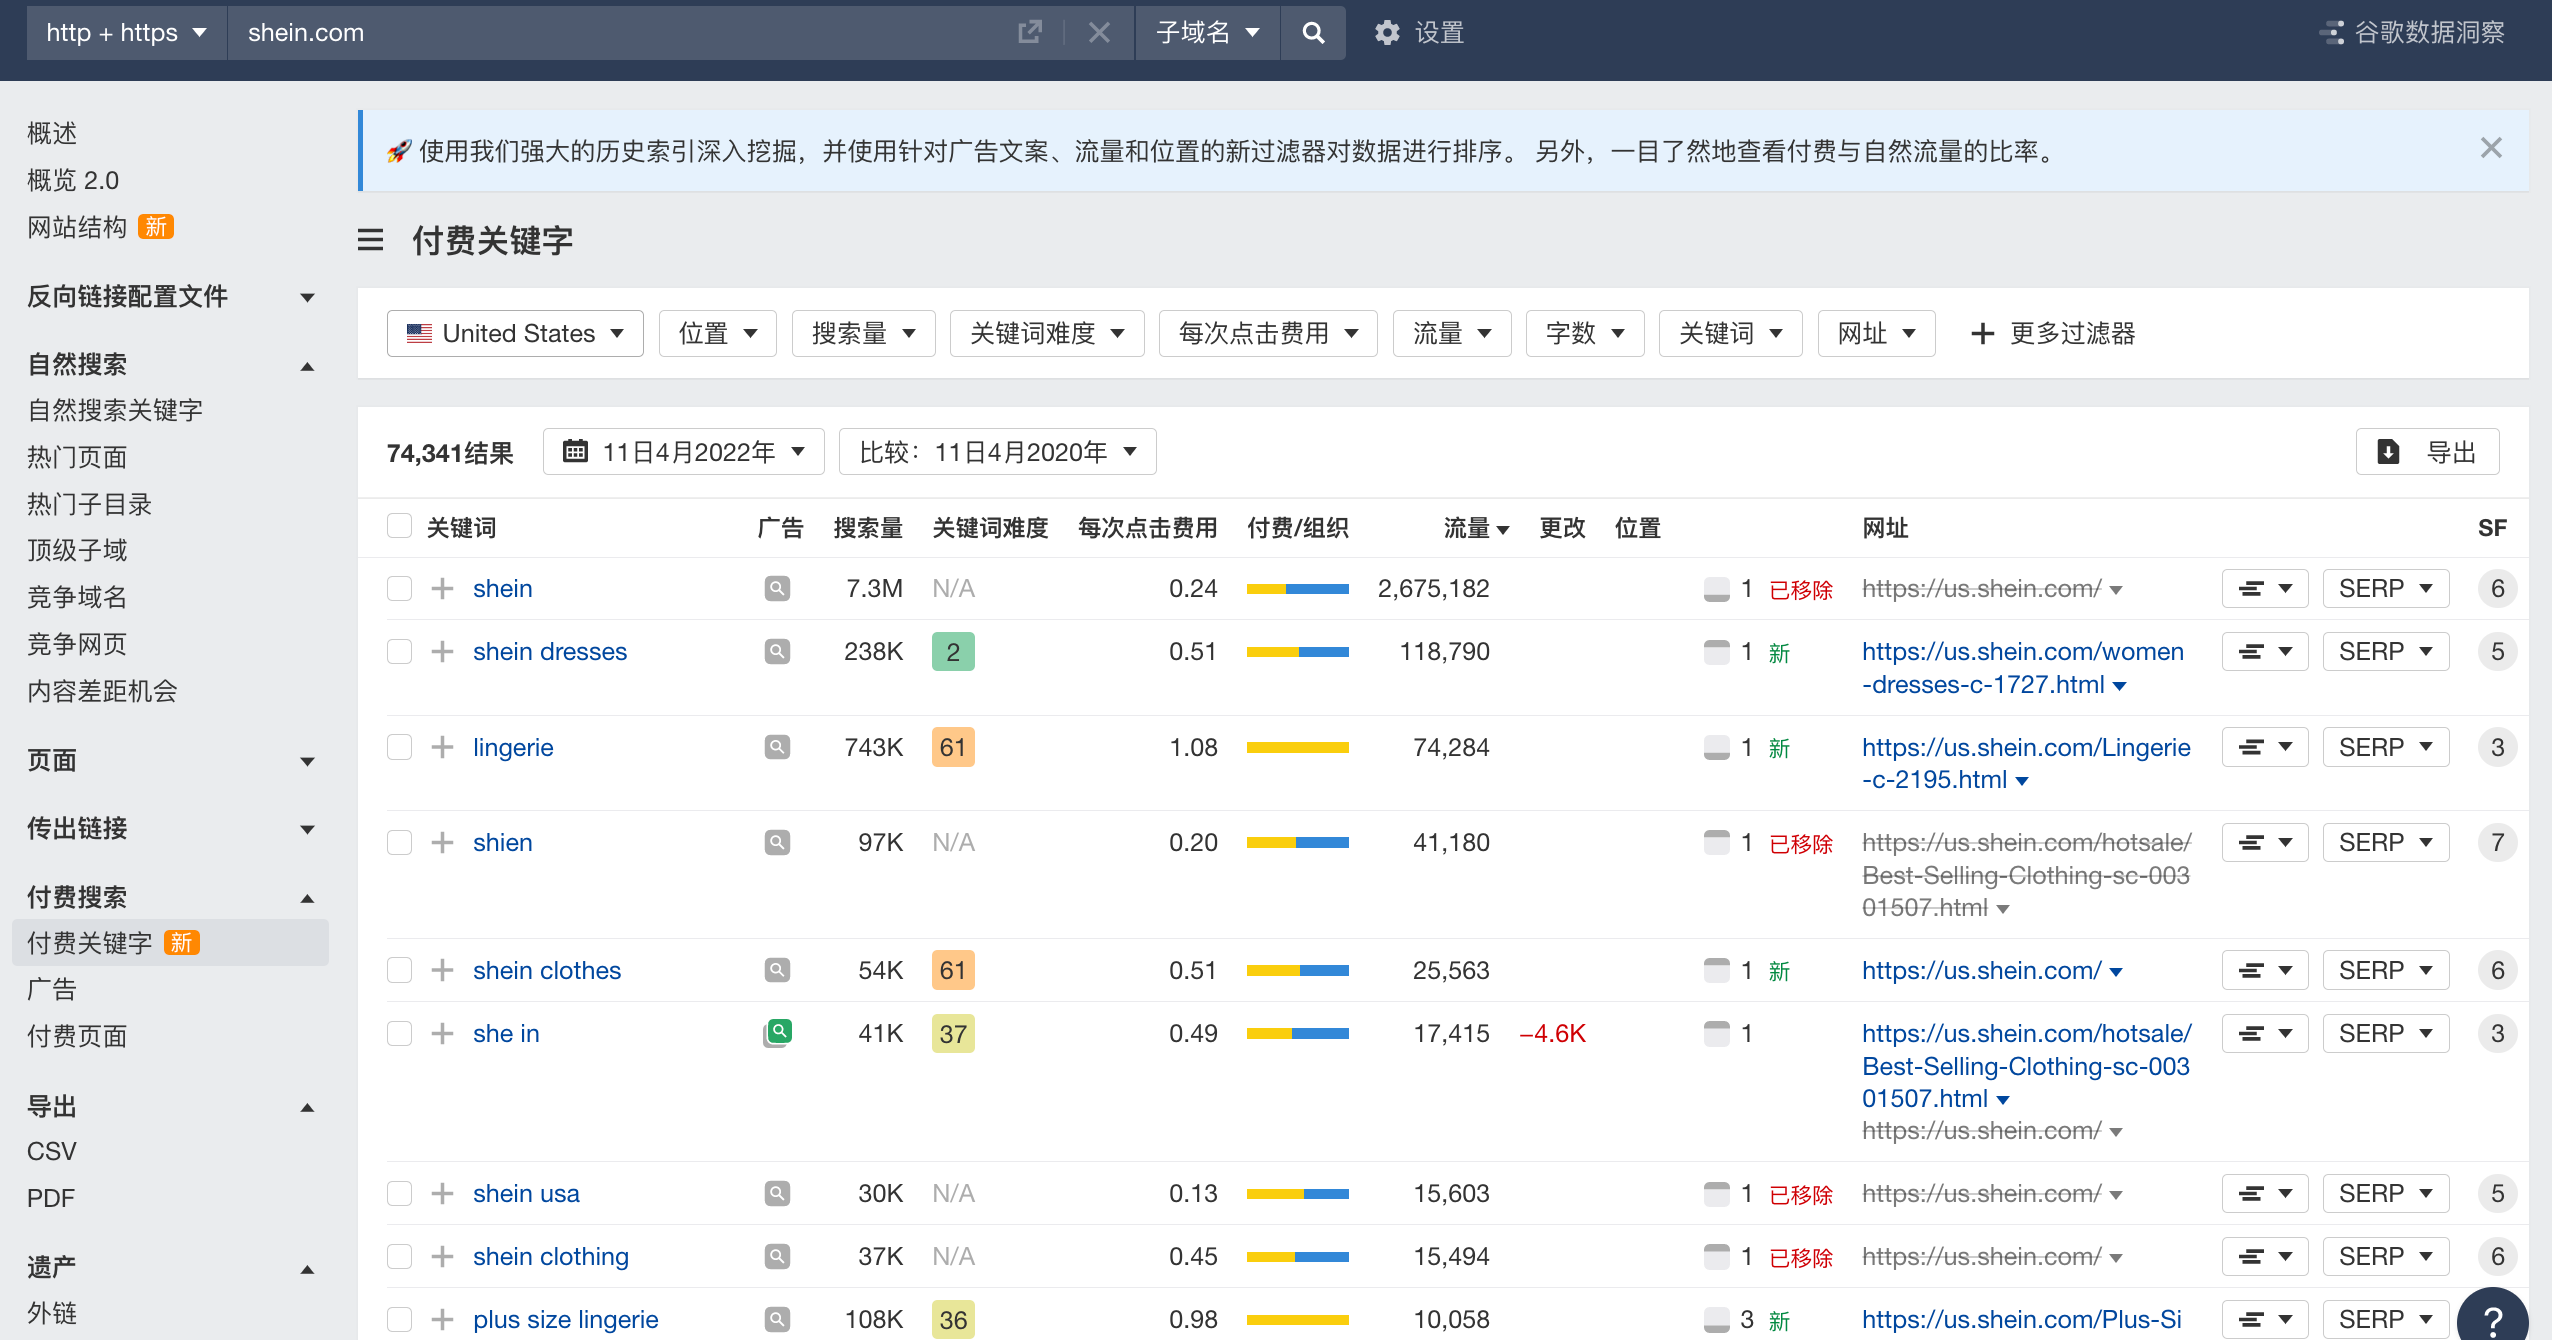 http + https
shein.com
子域名
设置
谷歌数据洞察
概述
概览 2.0
网站结构 新
反向链接配置文件
自然搜索
自然搜索关键字
热门页面
热门子目录
顶级子域
竞争域名
竞争网页
内容差距机会
页面
传出链接
付费搜索
付费关键字 新
广告
付费页面
导出
CSV
PDF
遗产
外链
使用我们强大的历史索引深入挖掘，并使用针对广告文案、流量和位置的新过滤器对数据进行排序。 另外，一目了然地查看付费与自然流量的比率。
付费关键字
United States 位置 搜索量 关键词难度 每次点击费用 流量 字数 关键词 网址 + 更多过滤器
74,341结果 11日4月2022年 比较：11日4月2020年 导出
关键词 广告 搜索量 关键词难度 每次点击费用 付费/组织 流量 更改 位置 网址 SF
shein 7.3M N/A 0.24 2,675,182 1 已移除 https://us.shein.com/ SERP 6
shein dresses 238K 2 0.51 118,790 1 新 https://us.shein.com/women SERP 5
-dresses-c-1727.html
lingerie 743K 61 1.08 74,284 1 新 https://us.shein.com/Lingerie SERP 3
-c-2195.html
shien 97K N/A 0.20 41,180 1 已移除 https://us.shein.com/hotsale/ SERP 7
Best-Selling-Clothing-sc-003
01507.html
shein clothes 54K 61 0.51 25,563 1 新 https://us.shein.com/ SERP 6
she in 41K 37 0.49 17,415 −4.6K 1 https://us.shein.com/hotsale/ SERP 3
Best-Selling-Clothing-sc-003
01507.html
https://us.shein.com/
shein usa 30K N/A 0.13 15,603 1 已移除 https://us.shein.com/ SERP 5
shein clothing 37K N/A 0.45 15,494 1 已移除 https://us.shein.com/ SERP 6
plus size lingerie 108K 36 0.98 10,058 3 新 https://us.shein.com/Plus-Si SERP ?